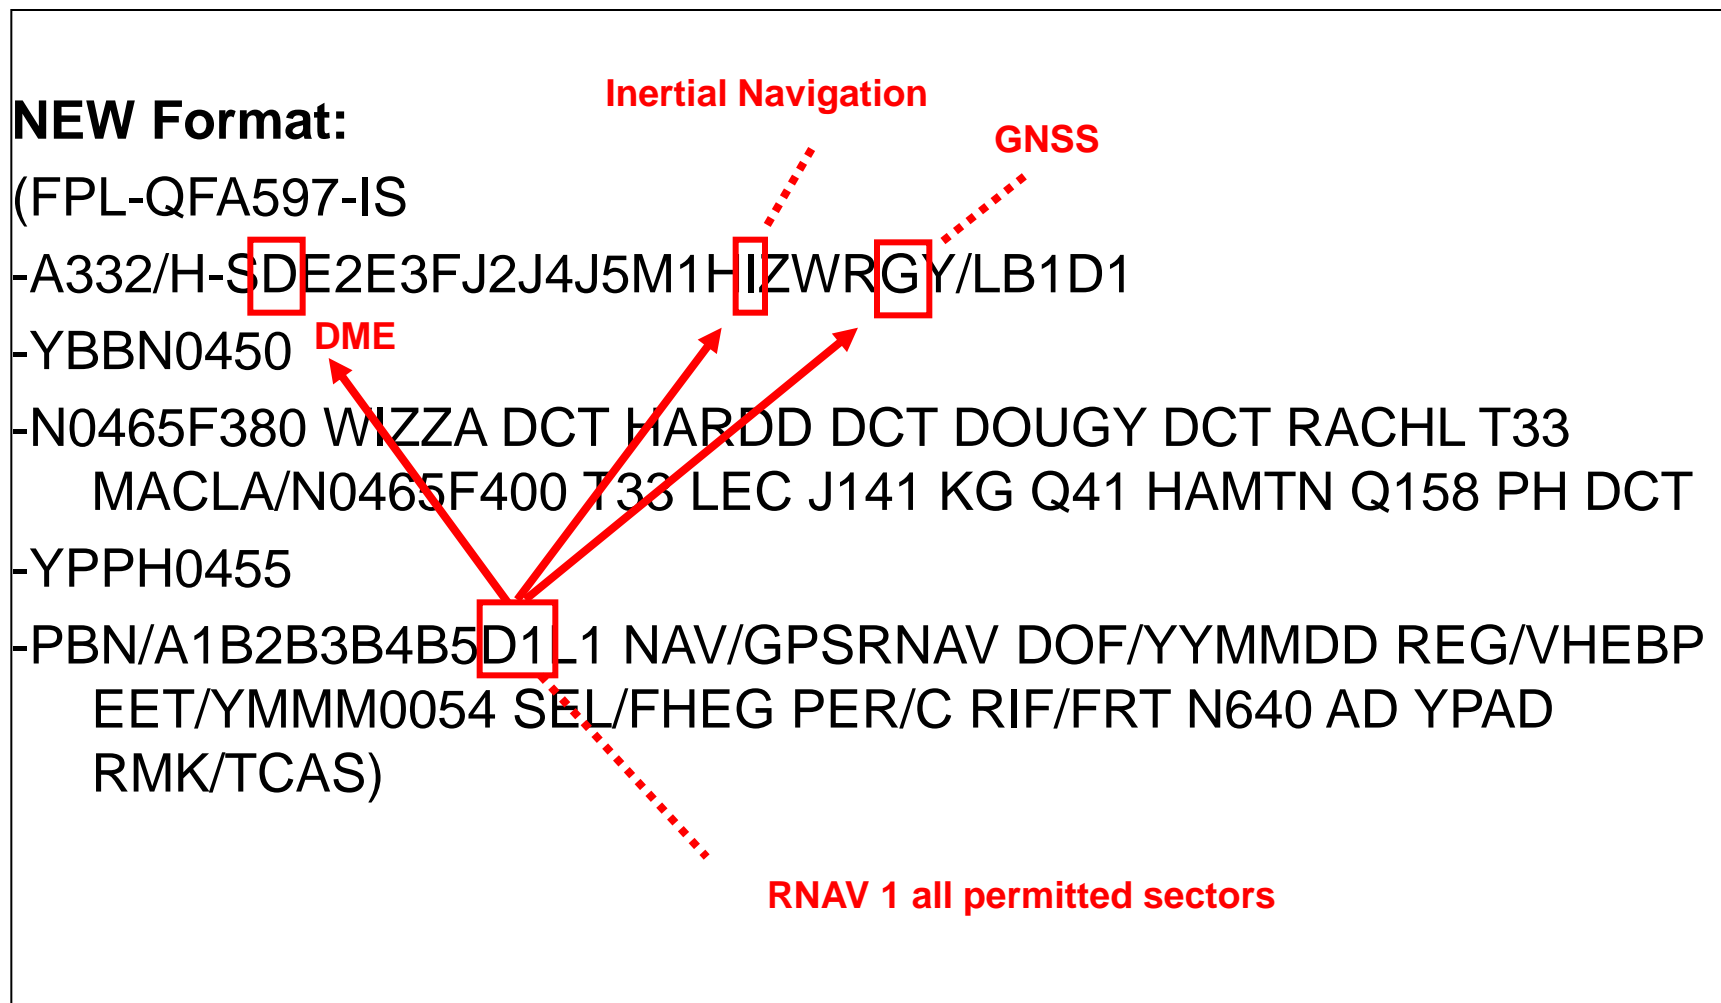 Inertial Navigation
NEW Format:
GNSS
(FPL-QFA597-IS
-A332/H-SDE2E3FJ2J4J5M1HIZWRGY/LB1D1
-YBBN0450
DME
-N0465F380 WIZZA DCT HARDD DCT DOUGY DCT RACHL T33
MACLA/N0465F400 T33 LEC J141 KG Q41 HAMTN Q158 PH DCT
-YPPH0455
-PBN/A1B2B3B4B5D1L1 NAV/GPSRNAV DOF/YYMMDD REG/VHEBP
EET/YMMM0054 SEL/FHEG PER/C RIF/FRT N640 AD YPAD
RMK/TCAS)
RNAV 1 all permitted sectors